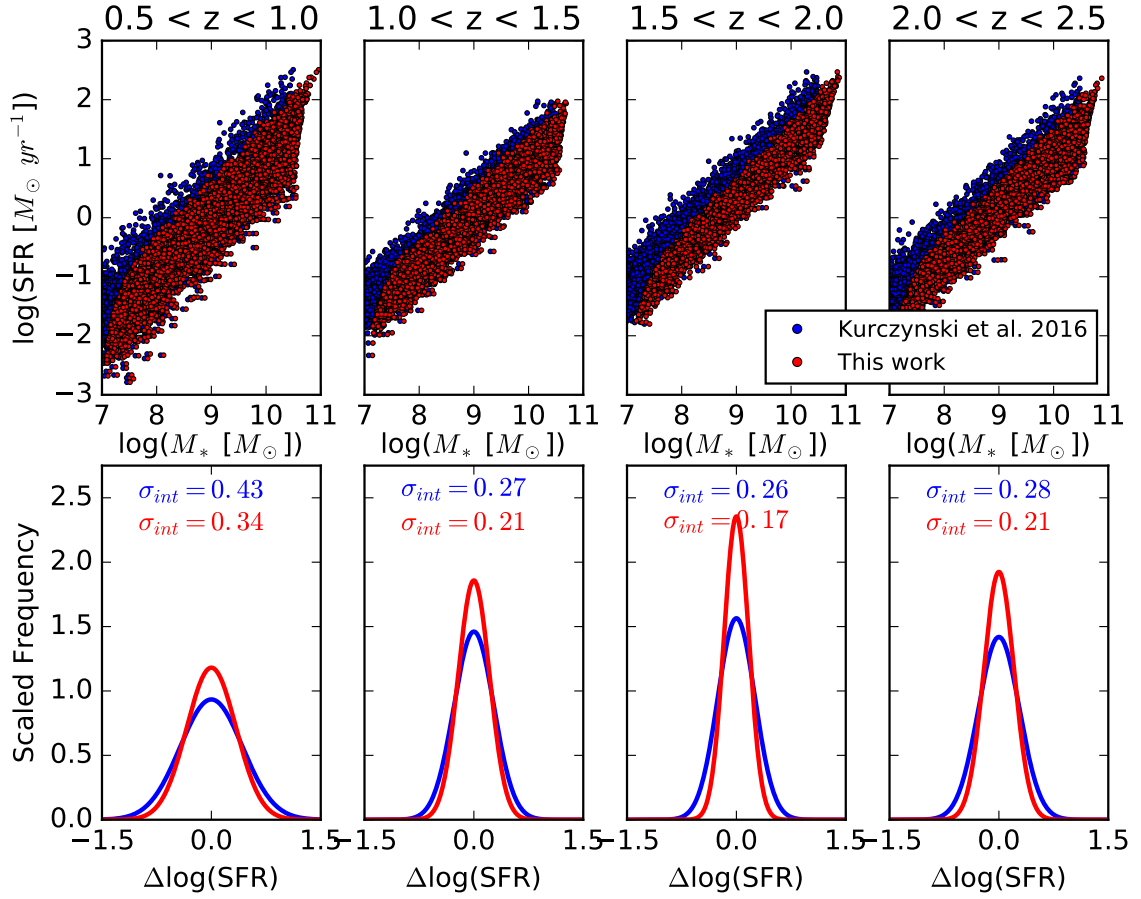 0.5 < z < 1.0
1.0 < z < 1.5
1.5 < z < 2.0
2.0 < z < 2.5
log(SFR [M⊙ yr⁻¹])
3
2
1
0
−1
−2
−3
7 8 9 10 11
7 8 9 10 11
7 8 9 10 11
7 8 9 10 11
Kurczynski et al. 2016
This work
log(M* [M⊙])
log(M* [M⊙])
log(M* [M⊙])
log(M* [M⊙])
Scaled Frequency
2.5
2.0
1.5
1.0
0.5
0.0
σint = 0.43
σint = 0.34
σint = 0.27
σint = 0.21
σint = 0.26
σint = 0.17
σint = 0.28
σint = 0.21
−1.5 0.0 1.5
−1.5 0.0 1.5
−1.5 0.0 1.5
−1.5 0.0 1.5
Δlog(SFR)
Δlog(SFR)
Δlog(SFR)
Δlog(SFR)